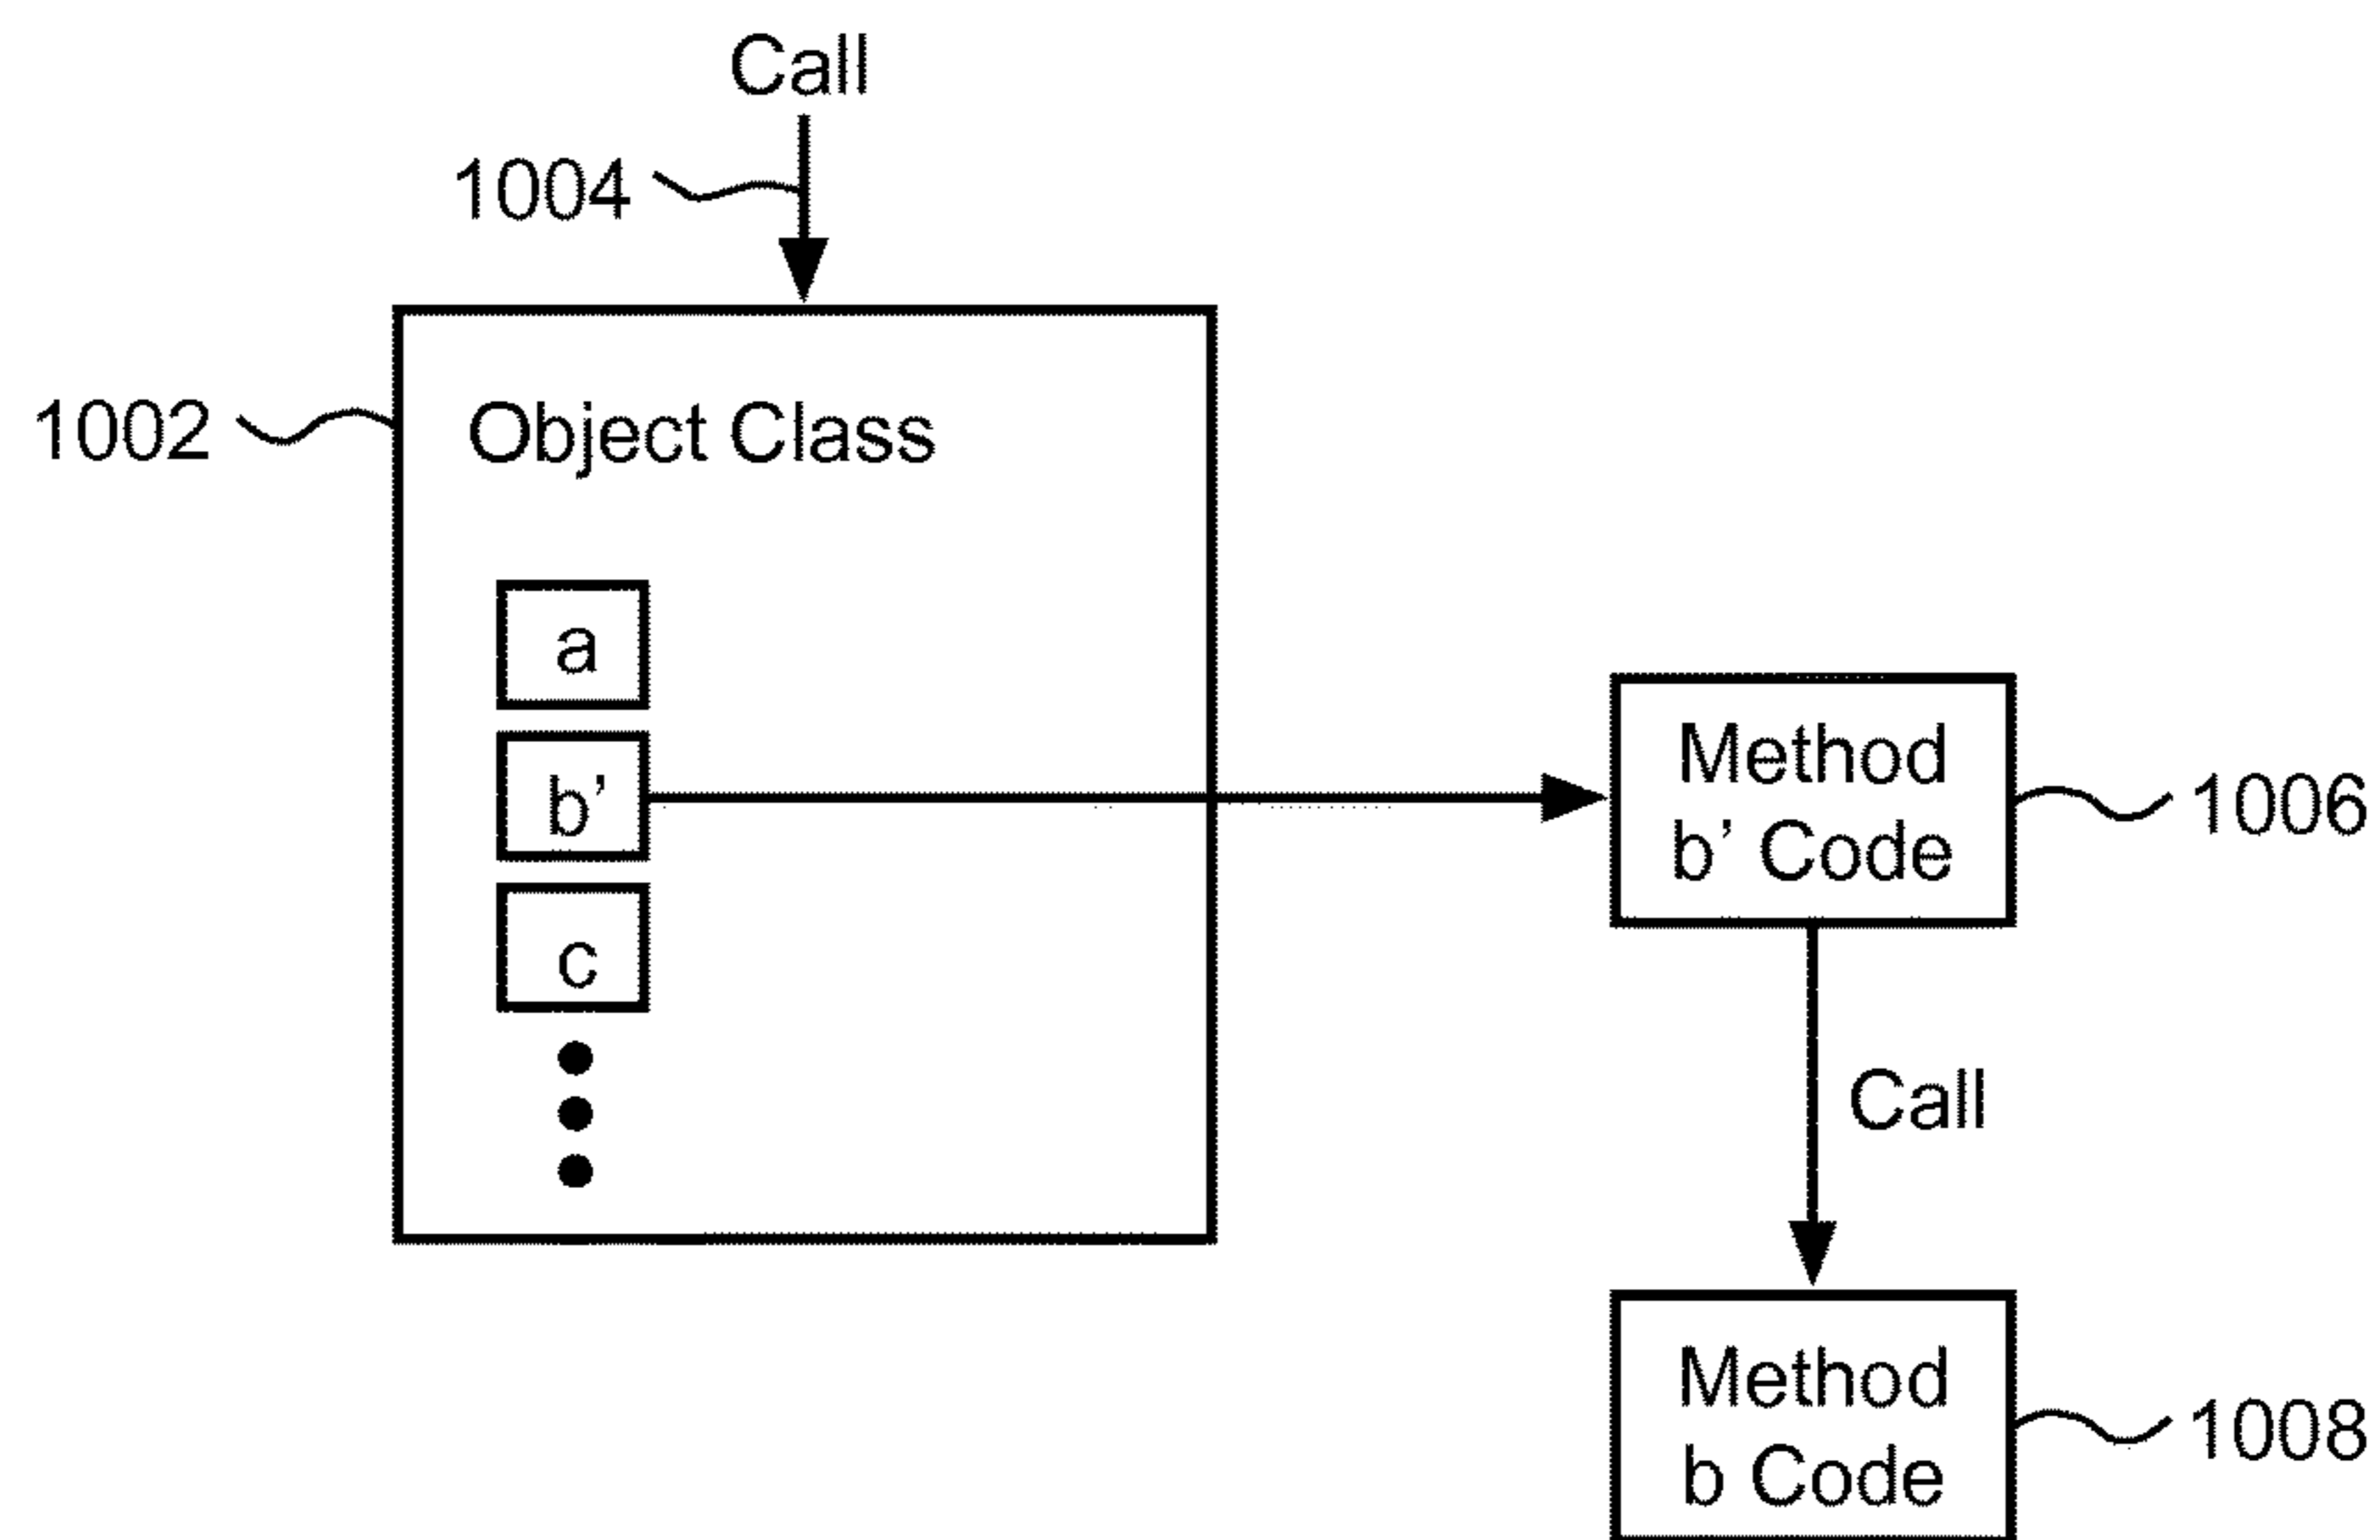 Call
1004
1002
Object Class
a
b’
c
Method
b’ Code
1006
Call
Method
b Code
1008